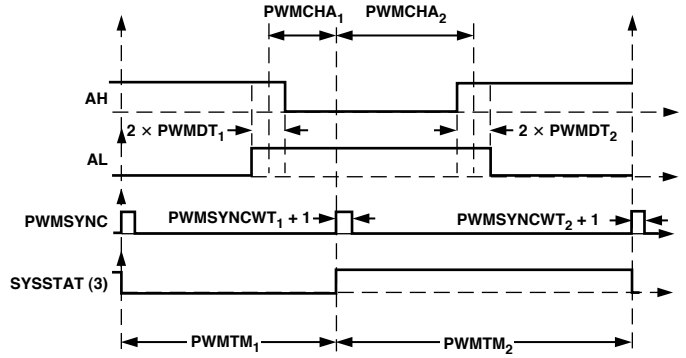 PWMCHA₁ PWMCHA₂
AH
2 × PWMDT₁ 2 × PWMDT₂
AL
PWMSYNC PWMSYNCWT₁ + 1 PWMSYNCWT₂ + 1
SYSSTAT (3)
PWMTM₁ PWMTM₂